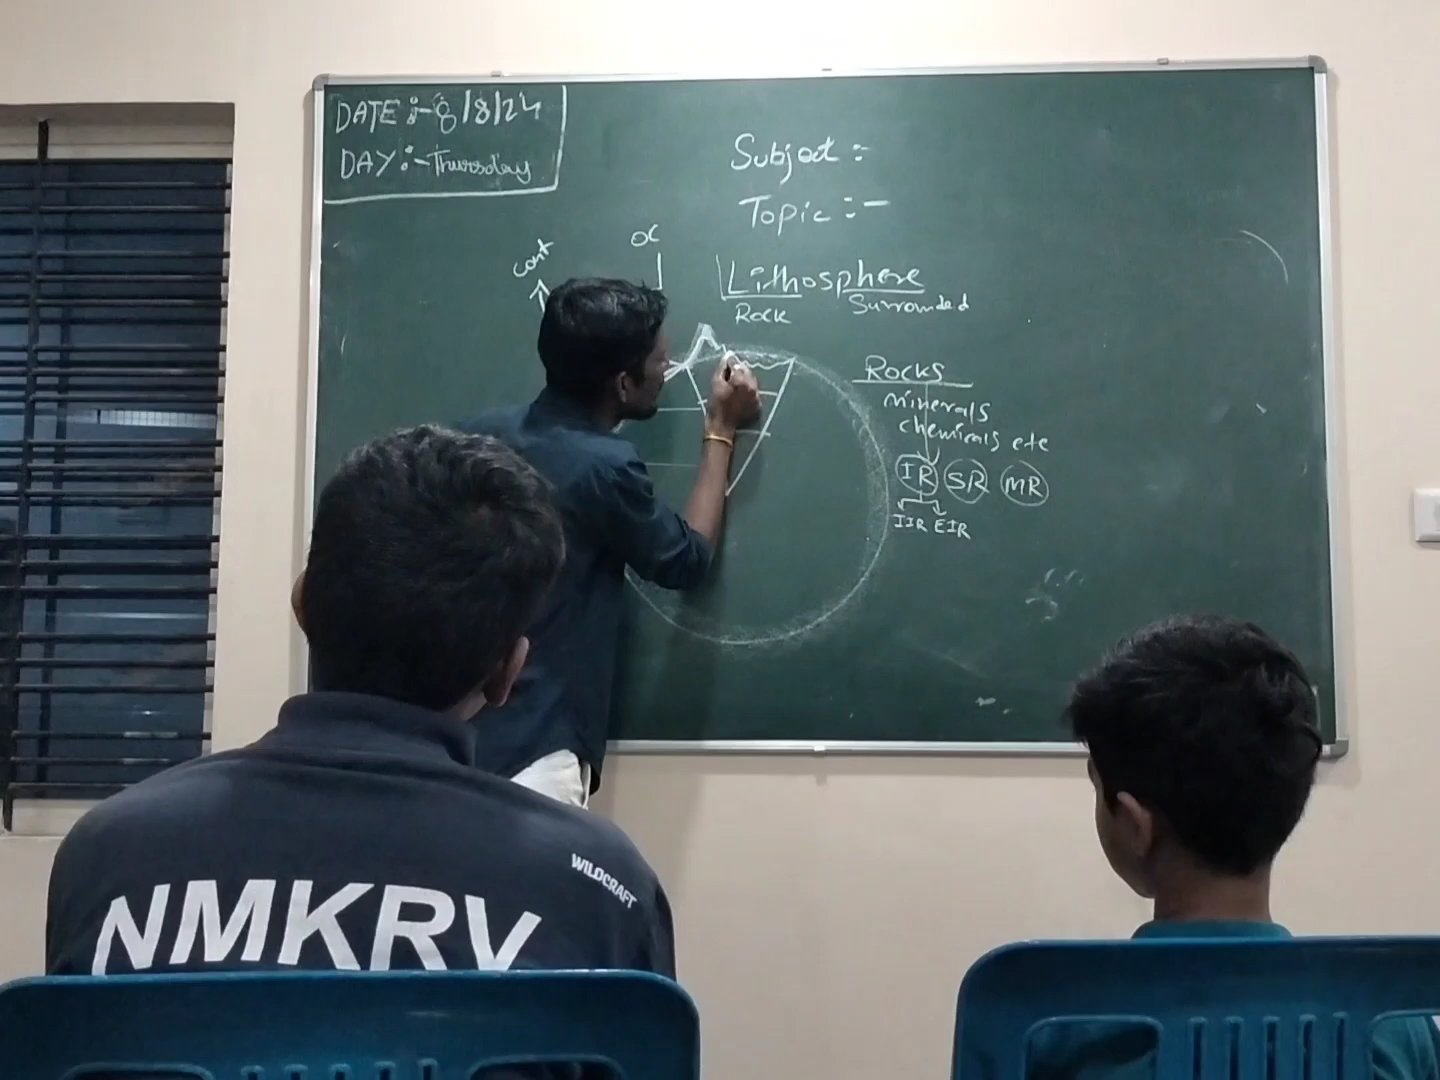 DATE :- 8/8/24
DAY :- Thursday
Subject :-
Topic :-
cont
OC
Lithosphere
Rock Surrounded
Rocks
minerals
chemicals etc
IR SR MR
IIR EIR
WILDCRAFT
NMKRV